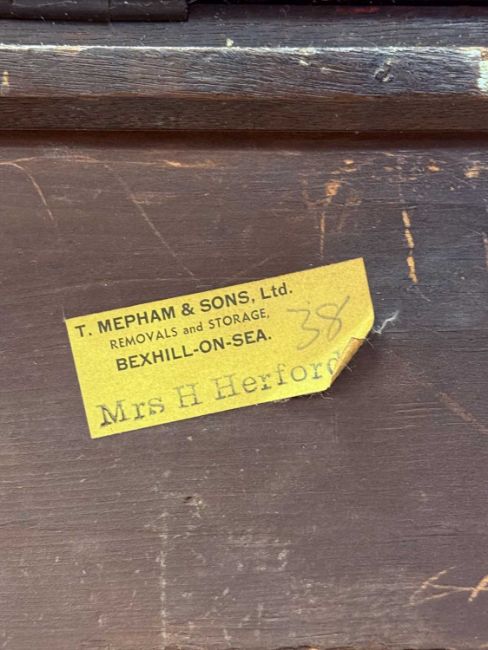 T. MEPHAM & SONS, Ltd.
REMOVALS and STORAGE,
BEXHILL-ON-SEA.
38
Mrs H Herford